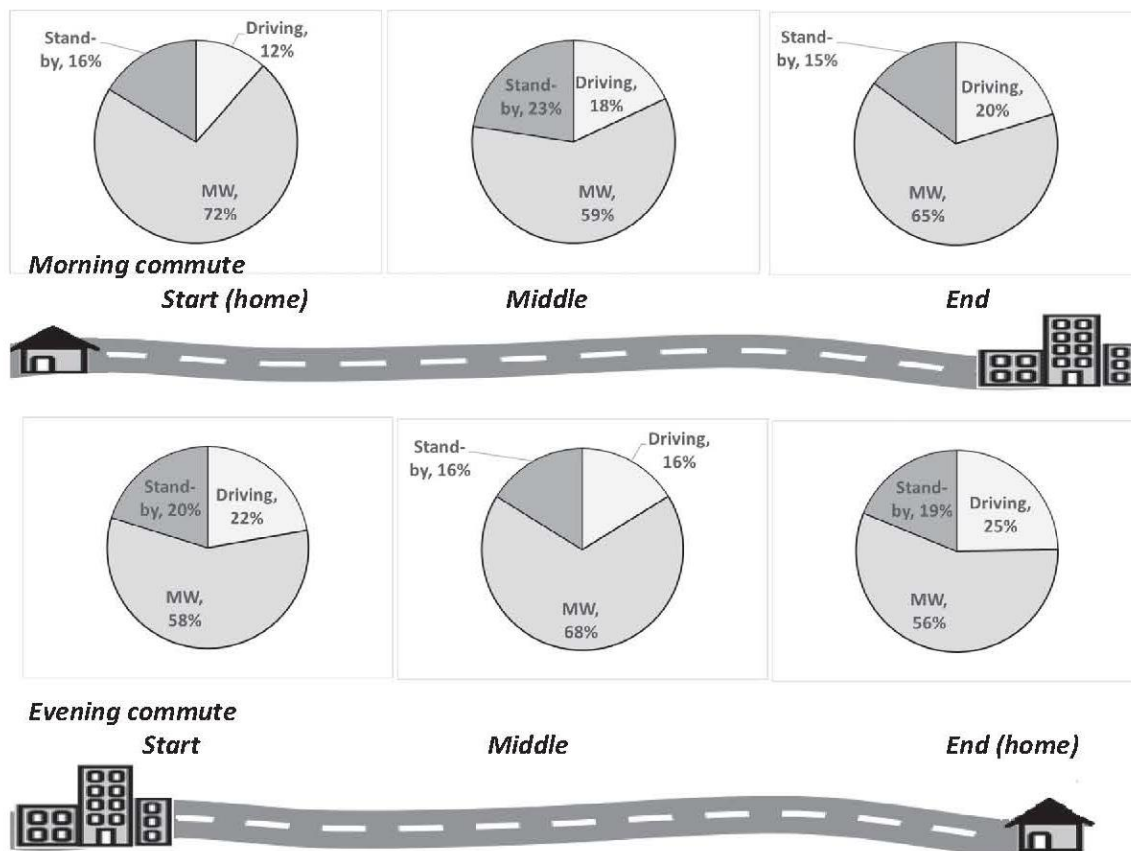 Stand-
by, 16%
Driving,
12%
MW,
72%
Stand-
by, 23%
Driving,
18%
MW,
59%
Stand-
by, 15%
Driving,
20%
MW,
65%
Morning commute
Start (home)
Middle
End
Stand-
by, 20%
Driving,
22%
MW,
58%
Stand-
by, 16%
Driving,
16%
MW,
68%
Stand-
by, 19%
Driving,
25%
MW,
56%
Evening commute
Start
Middle
End (home)